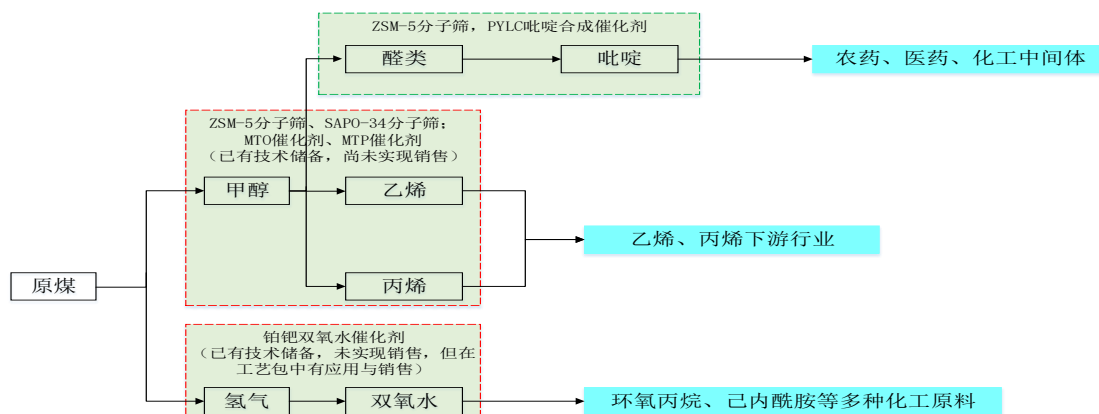 ZSM-5分子筛，PYLC吡啶合成催化剂
醛类
吡啶
农药、医药、化工中间体
ZSM-5分子筛、SAPO-34分子筛；
MTO催化剂、MTP催化剂
（已有技术储备，尚未实现销售）
甲醇
乙烯
乙烯、丙烯下游行业
原煤
丙烯
铂钯双氧水催化剂
（已有技术储备，未实现销售，但在
工艺包中有应用与销售）
氢气
双氧水
环氧丙烷、己内酰胺等多种化工原料